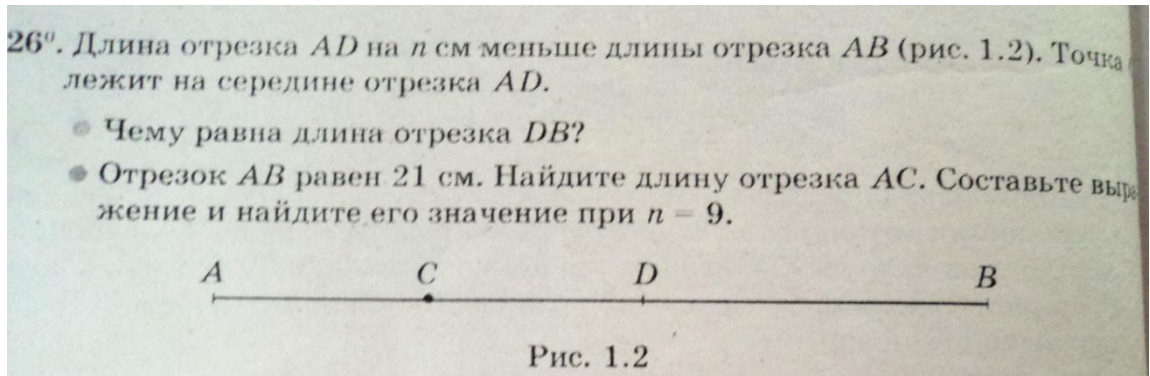 26⁰. Длина отрезка AD на n см меньше длины отрезка AB (рис. 1.2). Точка
лежит на середине отрезка AD.
Чему равна длина отрезка DB?
Отрезок AB равен 21 см. Найдите длину отрезка AC. Составьте выра-
жение и найдите его значение при n = 9.
A C D B
Рис. 1.2